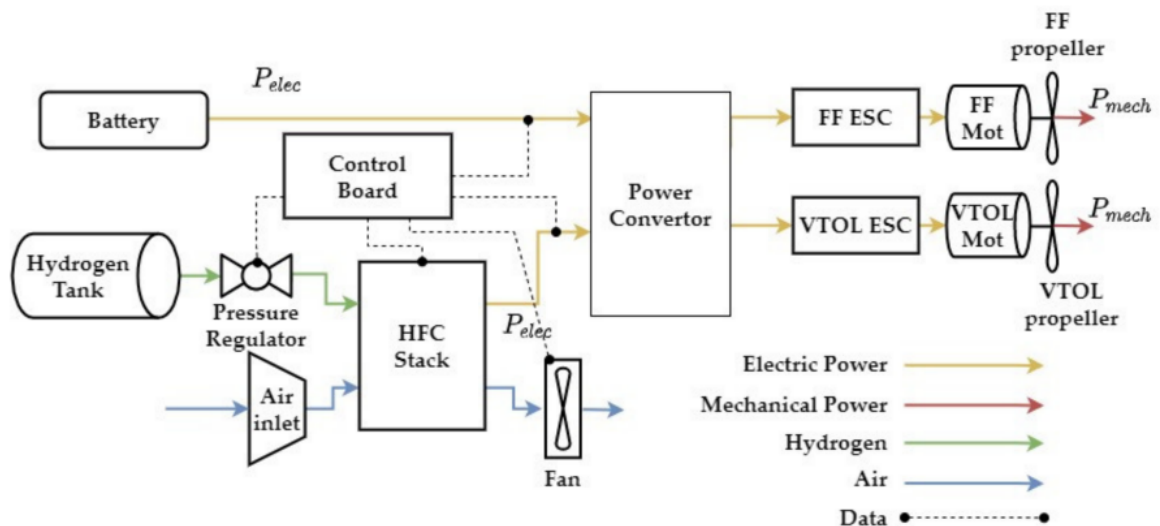 FF
propeller
P_elec
P_mech
Battery
FF ESC
FF
Mot
Control
Board
Power
Convertor
VTOL ESC
VTOL
Mot
P_mech
Hydrogen
Tank
Pressure
Regulator
HFC
Stack
P_elec
VTOL
propeller
Air
inlet
Fan
Electric Power
Mechanical Power
Hydrogen
Air
Data